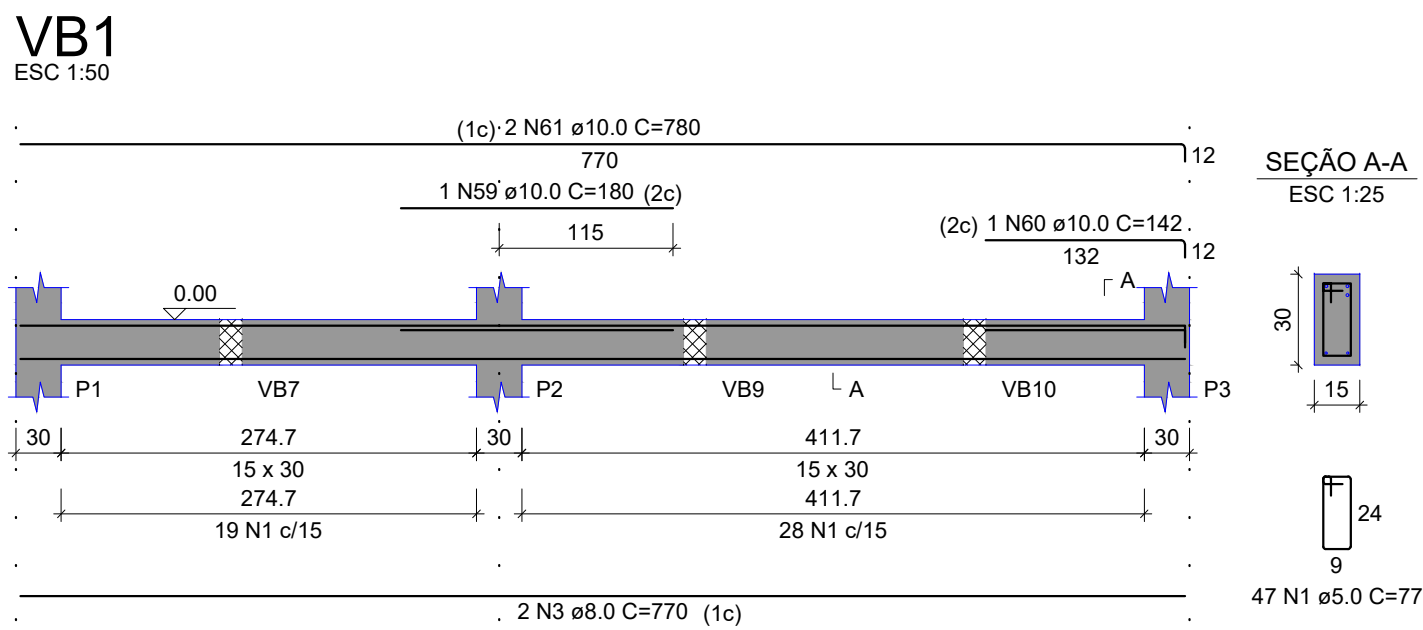 VB1
ESC 1:50
(1c) 2 N61 ø10.0 C=780
770
12
SEÇÃO A-A
ESC 1:25
1 N59 ø10.0 C=180 (2c)
115
(2c) 1 N60 ø10.0 C=142
132
12
A
0.00
30
15
P1
VB7
P2
VB9
A
VB10
P3
30
274.7
30
411.7
30
15 x 30
15 x 30
274.7
411.7
19 N1 c/15
28 N1 c/15
24
9
47 N1 ø5.0 C=77
2 N3 ø8.0 C=770 (1c)